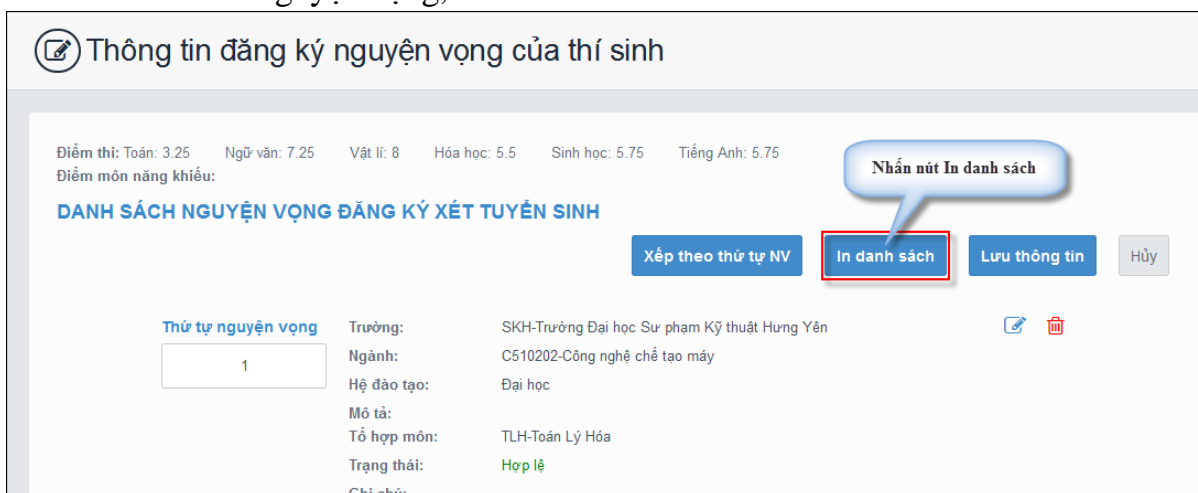 Thông tin đăng ký nguyện vọng của thí sinh
Điểm thi: Toán: 3.25 Ngữ văn: 7.25 Vật lí: 8 Hóa học: 5.5 Sinh học: 5.75 Tiếng Anh: 5.75
Điểm môn năng khiếu:
Nhấn nút In danh sách
DANH SÁCH NGUYỆN VỌNG ĐĂNG KÝ XÉT TUYỂN SINH
Xếp theo thứ tự NV In danh sách Lưu thông tin Hủy
Thứ tự nguyện vọng Trường: SKH-Trường Đại học Sư phạm Kỹ thuật Hưng Yên
1 Ngành: C510202-Công nghệ chế tạo máy
Hệ đào tạo: Đại học
Mô tả:
Tổ hợp môn: TLH-Toán Lý Hóa
Trạng thái: Hợp lệ